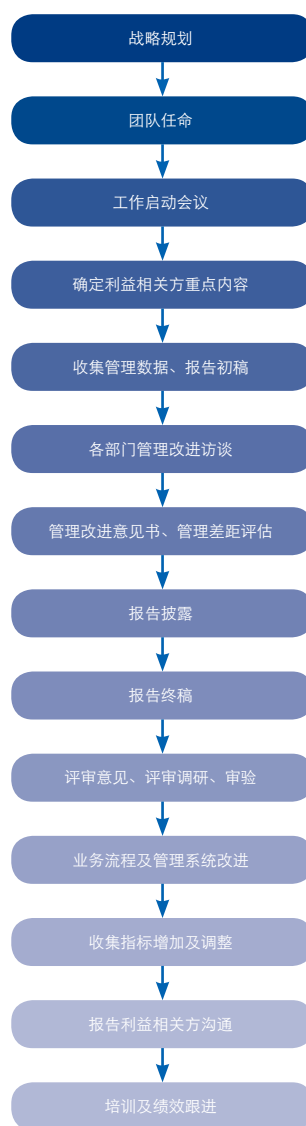 战略规划
团队任命
工作启动会议
确定利益相关方重点内容
收集管理数据、报告初稿
各部门管理改进访谈
管理改进意见书、管理差距评估
报告披露
报告终稿
评审意见、评审调研、审验
业务流程及管理系统改进
收集指标增加及调整
报告利益相关方沟通
培训及绩效跟进